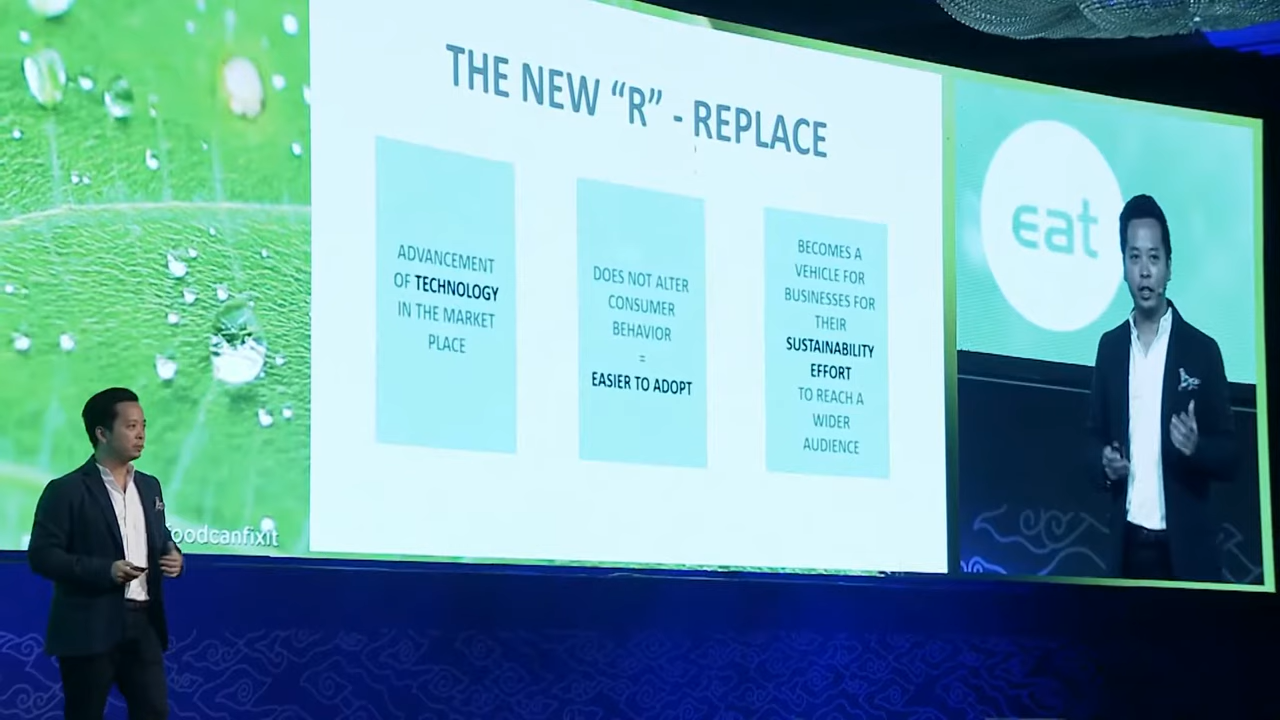 THE NEW “R” - REPLACE
ADVANCEMENT
OF TECHNOLOGY
IN THE MARKET
PLACE
DOES NOT ALTER
CONSUMER
BEHAVIOR
=
EASIER TO ADOPT
BECOMES A
VEHICLE FOR
BUSINESSES FOR
THEIR
SUSTAINABILITY
EFFORT
TO REACH A
WIDER
AUDIENCE
eat
foodcanfixit